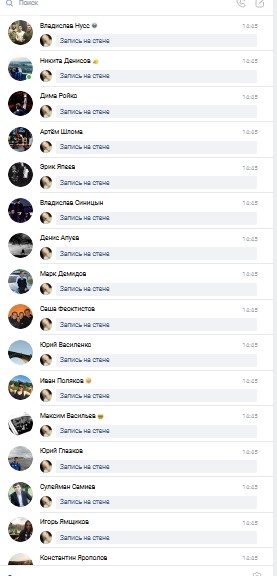 Поиск
Владислав Нусс
14:45
Запись на стене
Никита Денисов
14:45
Запись на стене
Дима Ройко
14:45
Запись на стене
Артём Шлома
14:45
Запись на стене
Эрик Япеев
14:45
Запись на стене
Владислав Синицын
14:45
Запись на стене
Денис Апуев
14:45
Запись на стене
Марк Демидов
14:45
Запись на стене
Саша Феоктистов
14:45
Запись на стене
Юрий Василенко
14:45
Запись на стене
Иван Поляков
14:45
Запись на стене
Максим Васильев
14:45
Запись на стене
Юрий Глазков
14:45
Запись на стене
Сулейман Самиев
14:45
Запись на стене
Игорь Ямщиков
14:45
Запись на стене
Константин Ярополов
14:45